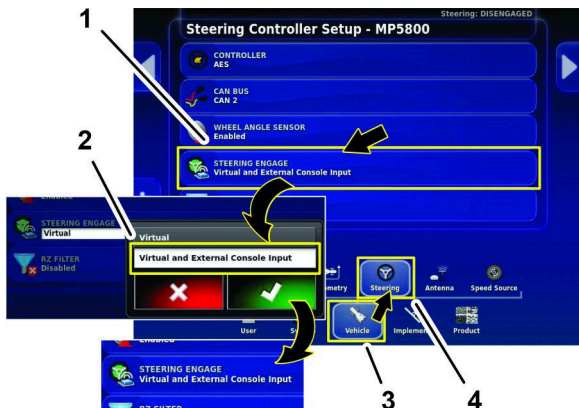 Steering: DISENGAGED
Steering Controller Setup - MP5800
1
CONTROLLER
AES
CAN BUS
CAN 2
WHEEL ANGLE SENSOR
Enabled
STEERING ENGAGE
Virtual and External Console Input
2
Enabled
STEERING ENGAGE
Virtual
RZ FILTER
Disabled
Virtual
Virtual and External Console Input
Steering
Antenna
Speed Source
User
Vehicle
Product
Enabled
STEERING ENGAGE
Virtual and External Console Input
RZ FILTER
3
4